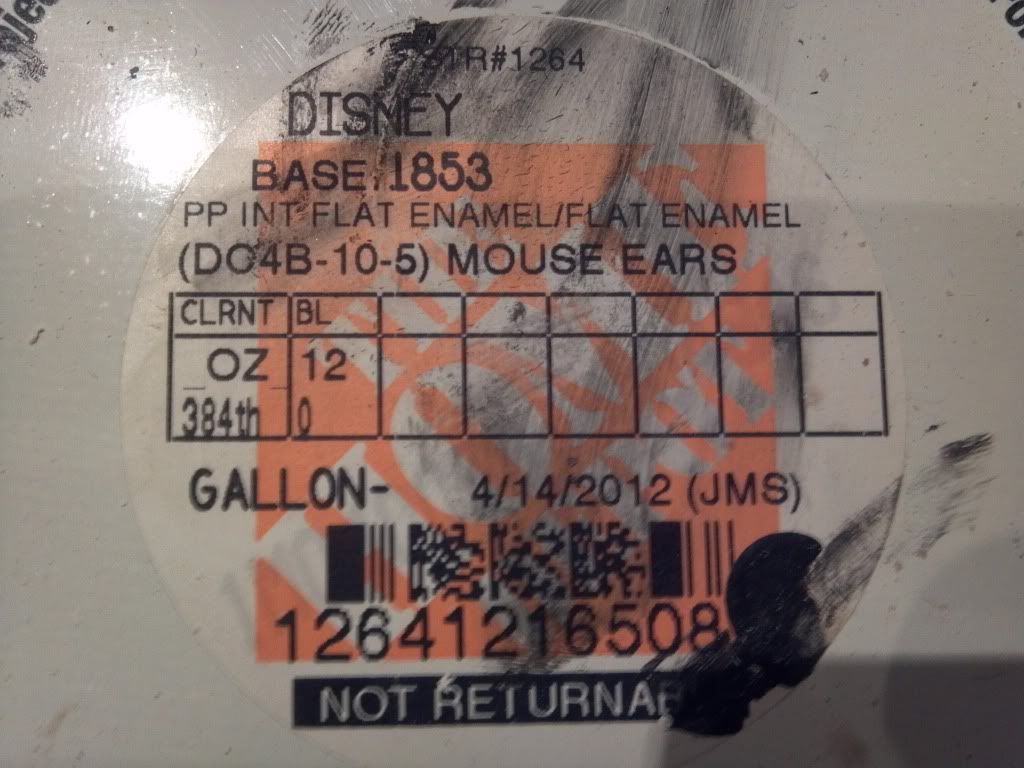 STR#1264
DISNEY
BASE:1853
PP INT FLAT ENAMEL/FLAT ENAMEL
(DC4B-10-5) MOUSE EARS
CLRNT BL
OZ 12
384th 0
GALLON- 4/14/2012 (JMS)
12641216508
NOT